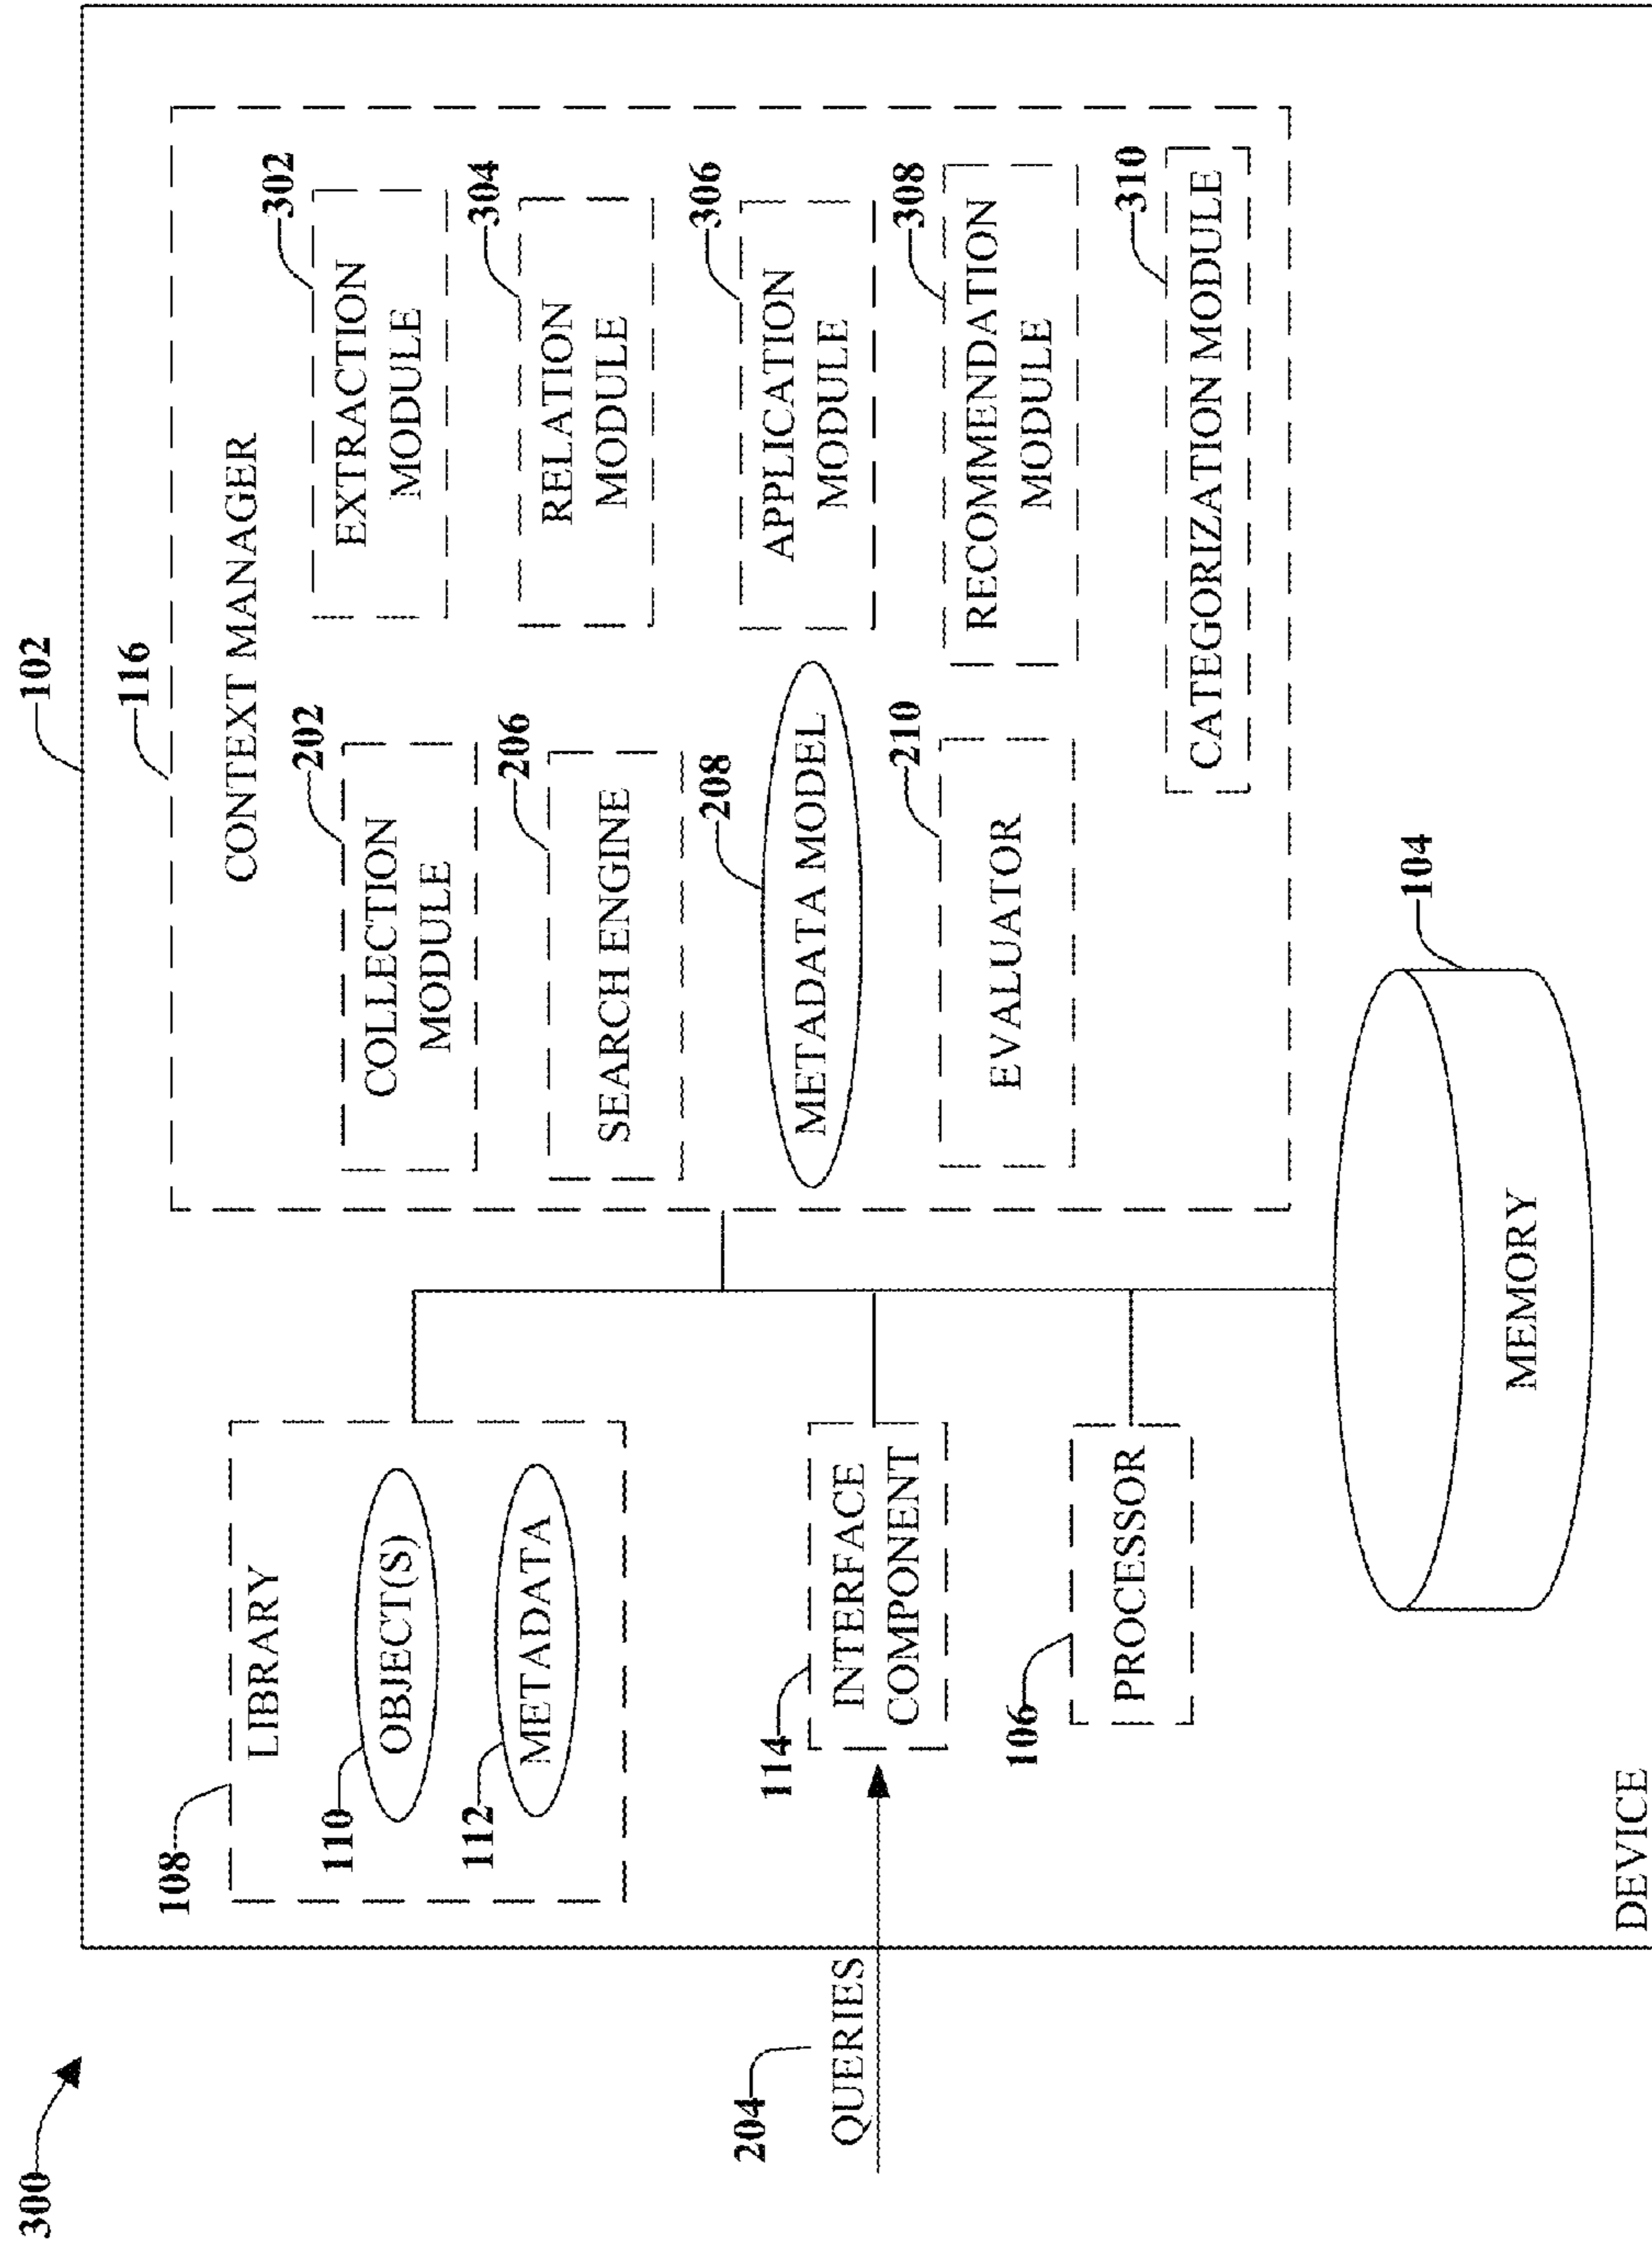 300
102
108
LIBRARY
110
OBJECT(S)
112
METADATA
204
QUERIES
114
INTERFACE
COMPONENT
106
PROCESSOR
116
CONTEXT MANAGER
202
COLLECTION
MODULE
302
EXTRACTION
MODULE
206
SEARCH ENGINE
304
RELATION
MODULE
208
METADATA MODEL
306
APPLICATION
MODULE
210
EVALUATOR
308
RECOMMENDATION
MODULE
310
CATEGORIZATION MODULE
104
MEMORY
DEVICE